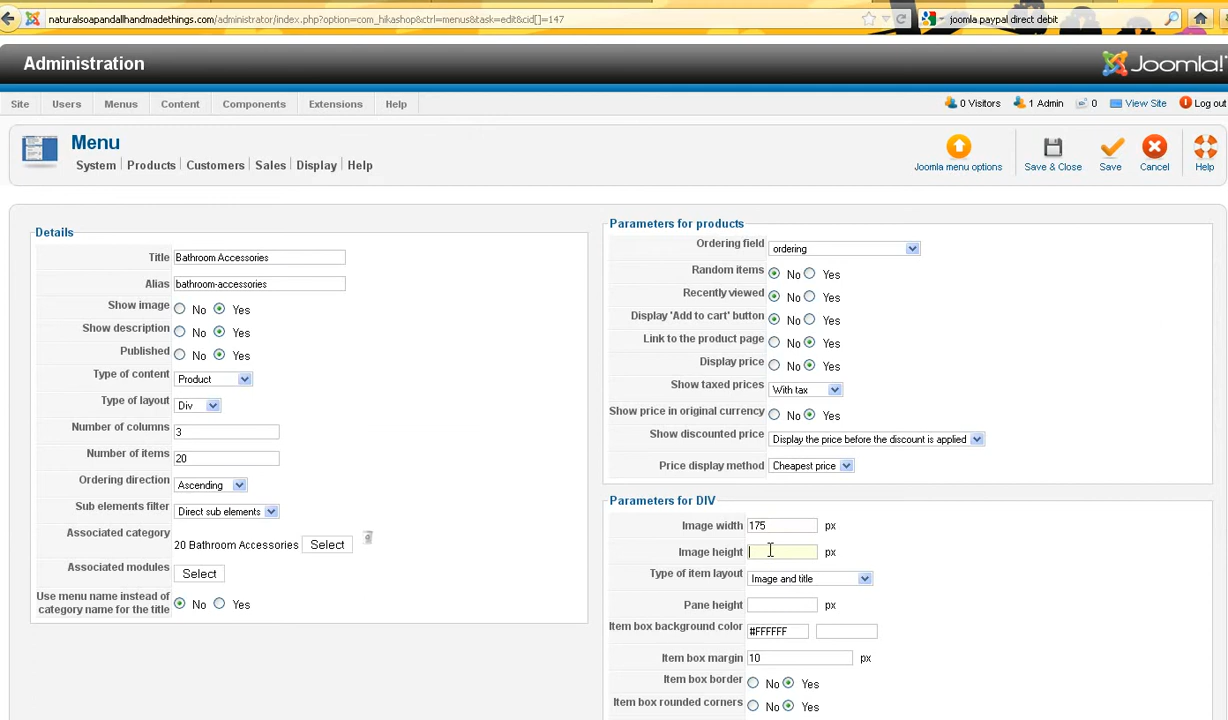 naturalsoapandallhandmadethings.com/administrator/index.php?option=com_hikashop&ctrl=menus&task=edit&cid[]=147
joomla paypal direct debit
Administration
Joomla!
Site Users Menus Content Components Extensions Help
0 Visitors 1 Admin 0 View Site Log out
Menu
System Products Customers Sales Display Help
Joomla menu options Save & Close Save Cancel Help
Details
Title Bathroom Accessories
Alias bathroom-accessories
Show image No Yes
Show description No Yes
Published No Yes
Type of content Product
Type of layout Div
Number of columns 3
Number of items 20
Ordering direction Ascending
Sub elements filter Direct sub elements
Associated category 20 Bathroom Accessories Select
Associated modules Select
Use menu name instead of
category name for the title No Yes
Parameters for products
Ordering field ordering
Random items No Yes
Recently viewed No Yes
Display 'Add to cart' button No Yes
Link to the product page No Yes
Display price No Yes
Show taxed prices With tax
Show price in original currency No Yes
Show discounted price Display the price before the discount is applied
Price display method Cheapest price
Parameters for DIV
Image width 175 px
Image height px
Type of item layout Image and title
Pane height px
Item box background color #FFFFFF
Item box margin 10 px
Item box border No Yes
Item box rounded corners No Yes